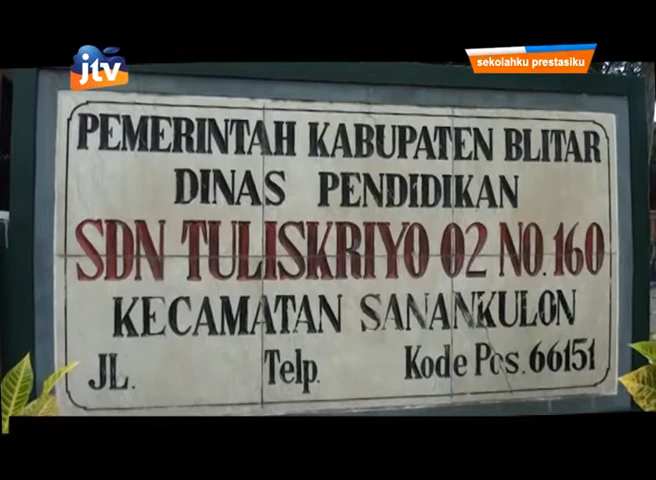 jtv
sekolahku prestasiku
PEMERINTAH KABUPATEN BLITAR
DINAS PENDIDIKAN
SDN TULISKRIYO 02 NO. 160
KECAMATAN SANANKULON
JL. Telp. Kode Pos. 66151